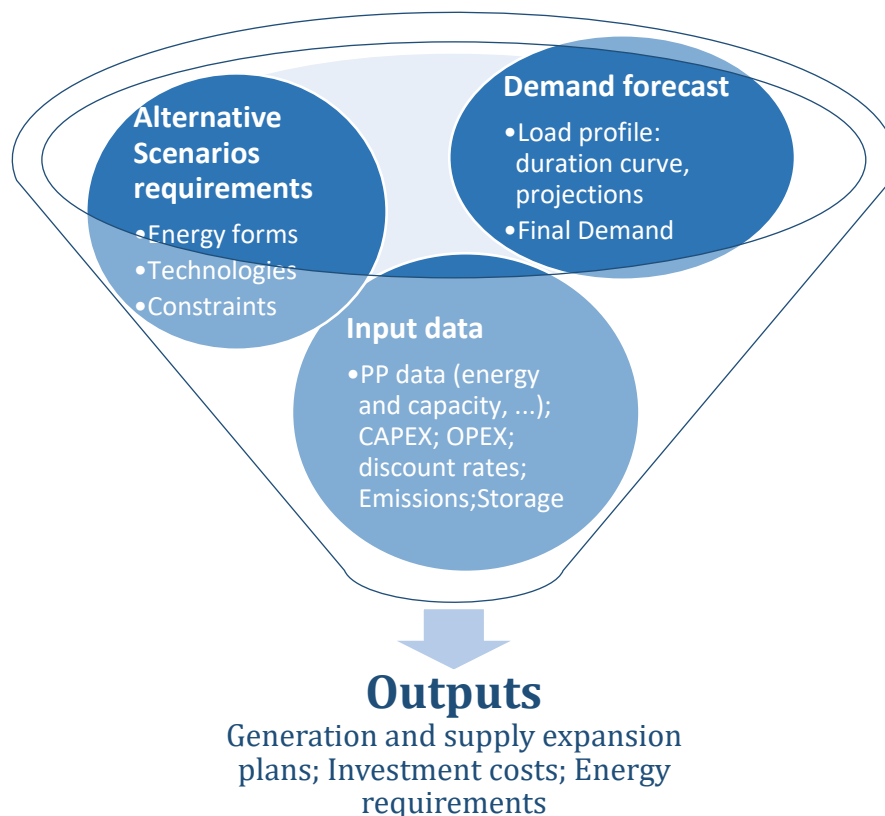 Alternative
Scenarios
requirements
•Energy forms
•Technologies
•Constraints
Demand forecast
•Load profile:
duration curve,
projections
•Final Demand
Input data
•PP data (energy
and capacity, ...);
CAPEX; OPEX;
discount rates;
Emissions;Storage
Outputs
Generation and supply expansion
plans; Investment costs; Energy
requirements